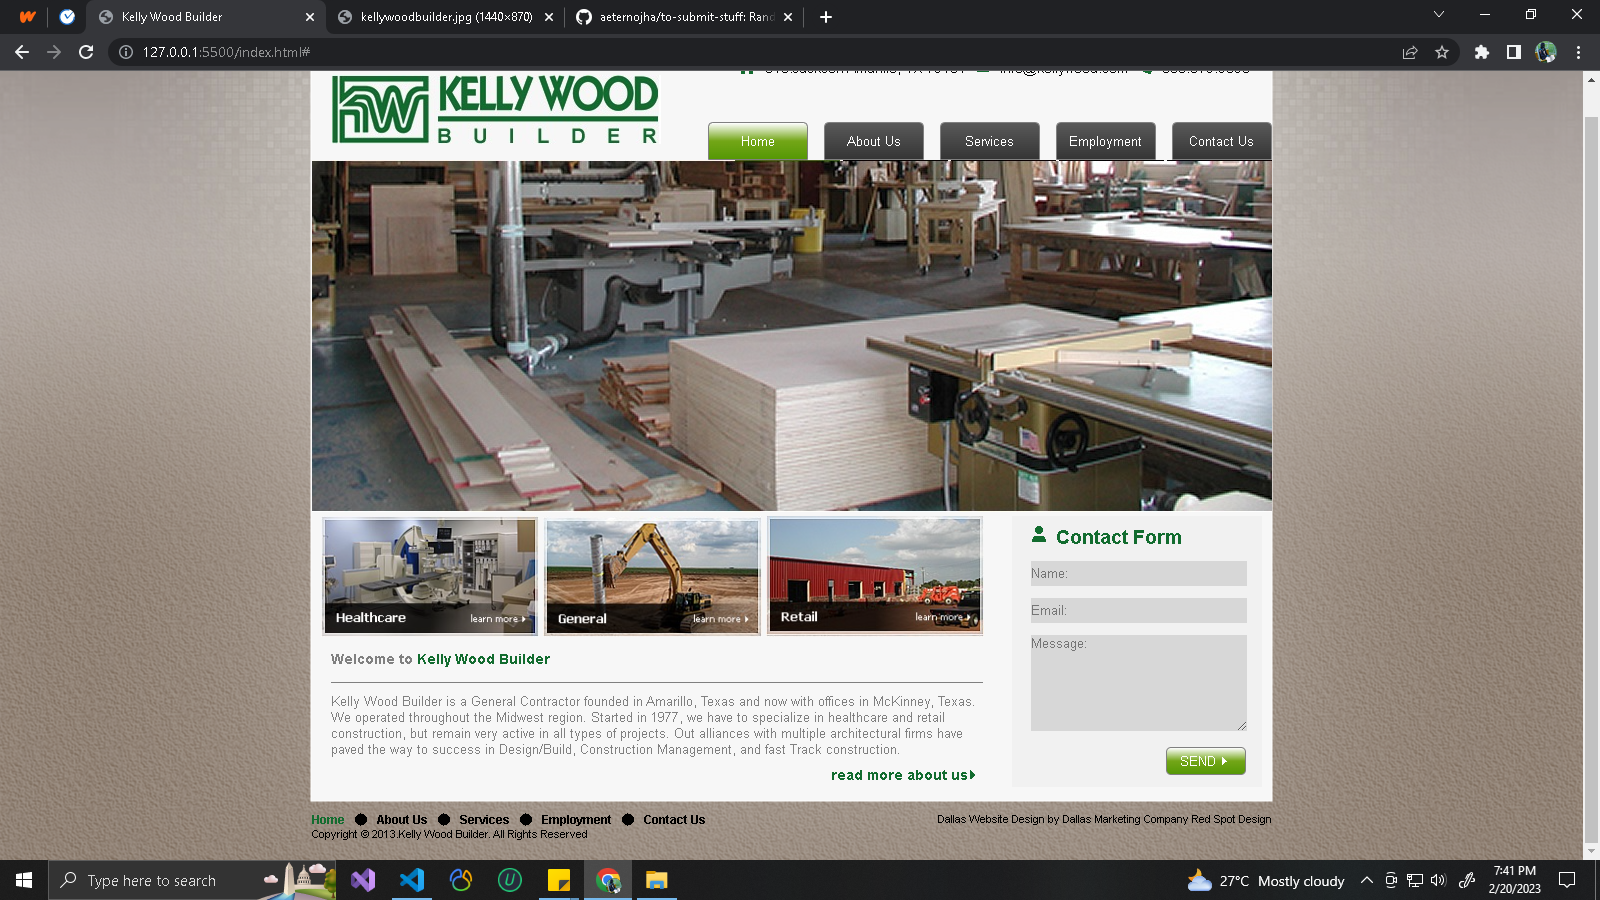 Kelly Wood Builder
kellywoodbuilder.jpg (1440×870)
aeternojha/to-submit-stuff: Rand
127.0.0.1:5500/index.html#
KELLY WOOD
BUILDER
Home
About Us
Services
Employment
Contact Us
Healthcare
learn more
General
learn more
Retail
learn more
Contact Form
Name:
Email:
Message:
SEND
Welcome to Kelly Wood Builder
Kelly Wood Builder is a General Contractor founded in Amarillo, Texas and now with offices in McKinney, Texas.
We operated throughout the Midwest region. Started in 1977, we have to specialize in healthcare and retail
construction, but remain very active in all types of projects. Out alliances with multiple architectural firms have
paved the way to success in Design/Build, Construction Management, and fast Track construction.
read more about us
Home About Us Services Employment Contact Us
Copyright © 2013 Kelly Wood Builder. All Rights Reserved
Dallas Website Design by Dallas Marketing Company Red Spot Design
Type here to search
27°C Mostly cloudy
7:41 PM
2/20/2023